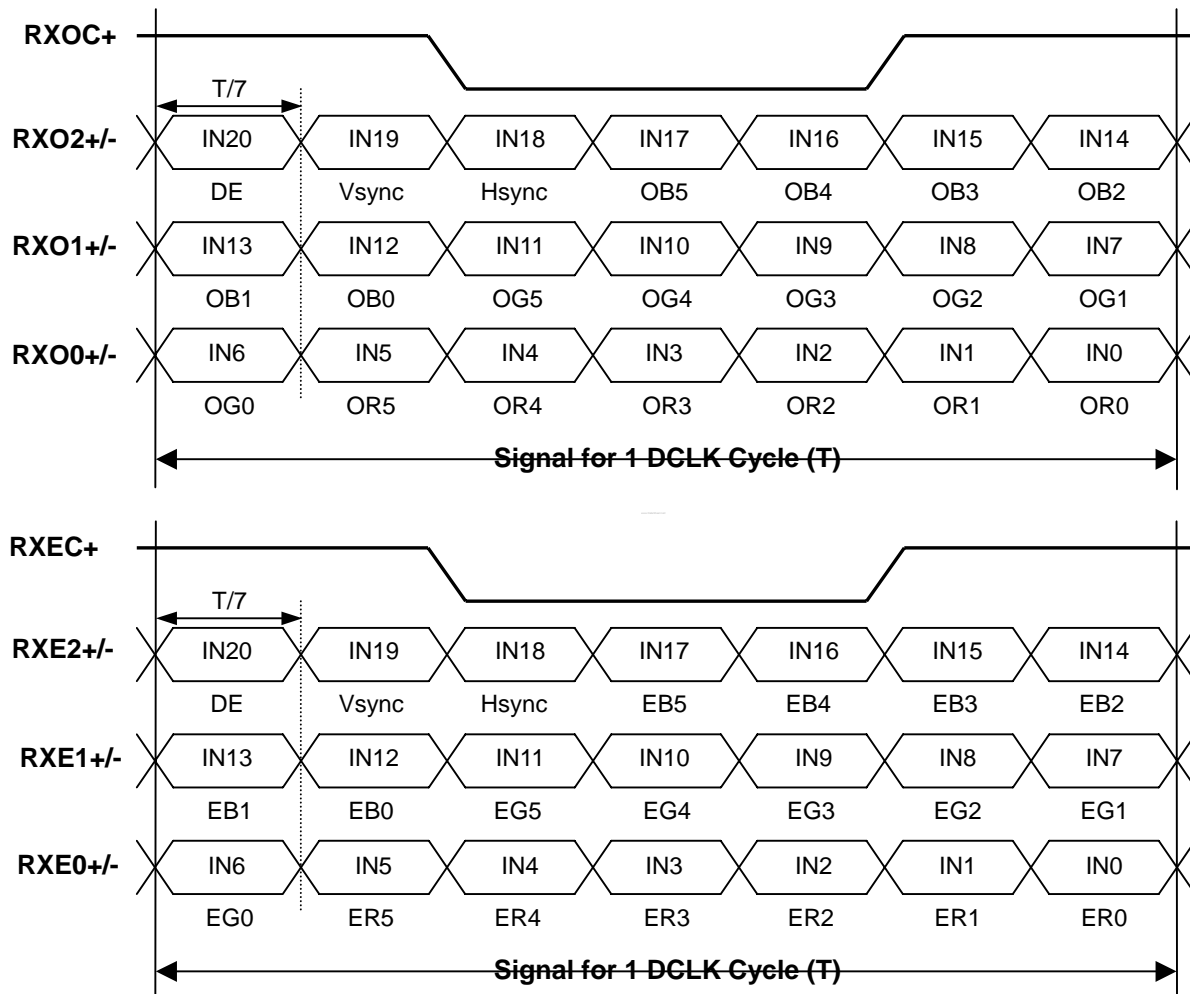 RXOC+
T/7
RXO2+/- IN20 IN19 IN18 IN17 IN16 IN15 IN14
DE Vsync Hsync OB5 OB4 OB3 OB2
RXO1+/- IN13 IN12 IN11 IN10 IN9 IN8 IN7
OB1 OB0 OG5 OG4 OG3 OG2 OG1
RXO0+/- IN6 IN5 IN4 IN3 IN2 IN1 IN0
OG0 OR5 OR4 OR3 OR2 OR1 OR0
Signal for 1 DCLK Cycle (T)
RXEC+
T/7
RXE2+/- IN20 IN19 IN18 IN17 IN16 IN15 IN14
DE Vsync Hsync EB5 EB4 EB3 EB2
RXE1+/- IN13 IN12 IN11 IN10 IN9 IN8 IN7
EB1 EB0 EG5 EG4 EG3 EG2 EG1
RXE0+/- IN6 IN5 IN4 IN3 IN2 IN1 IN0
EG0 ER5 ER4 ER3 ER2 ER1 ER0
Signal for 1 DCLK Cycle (T)